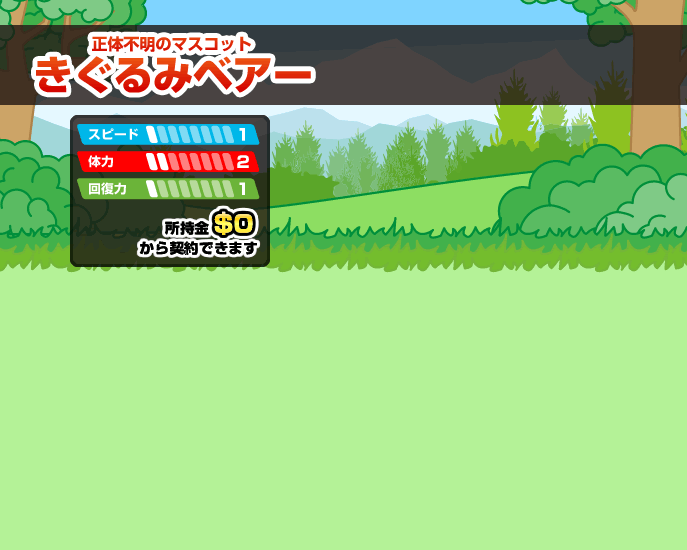 正体不明のマスコット
きぐるみベアー
スピード 1
体力 2
回復力 1
所持金 $0
から契約できます